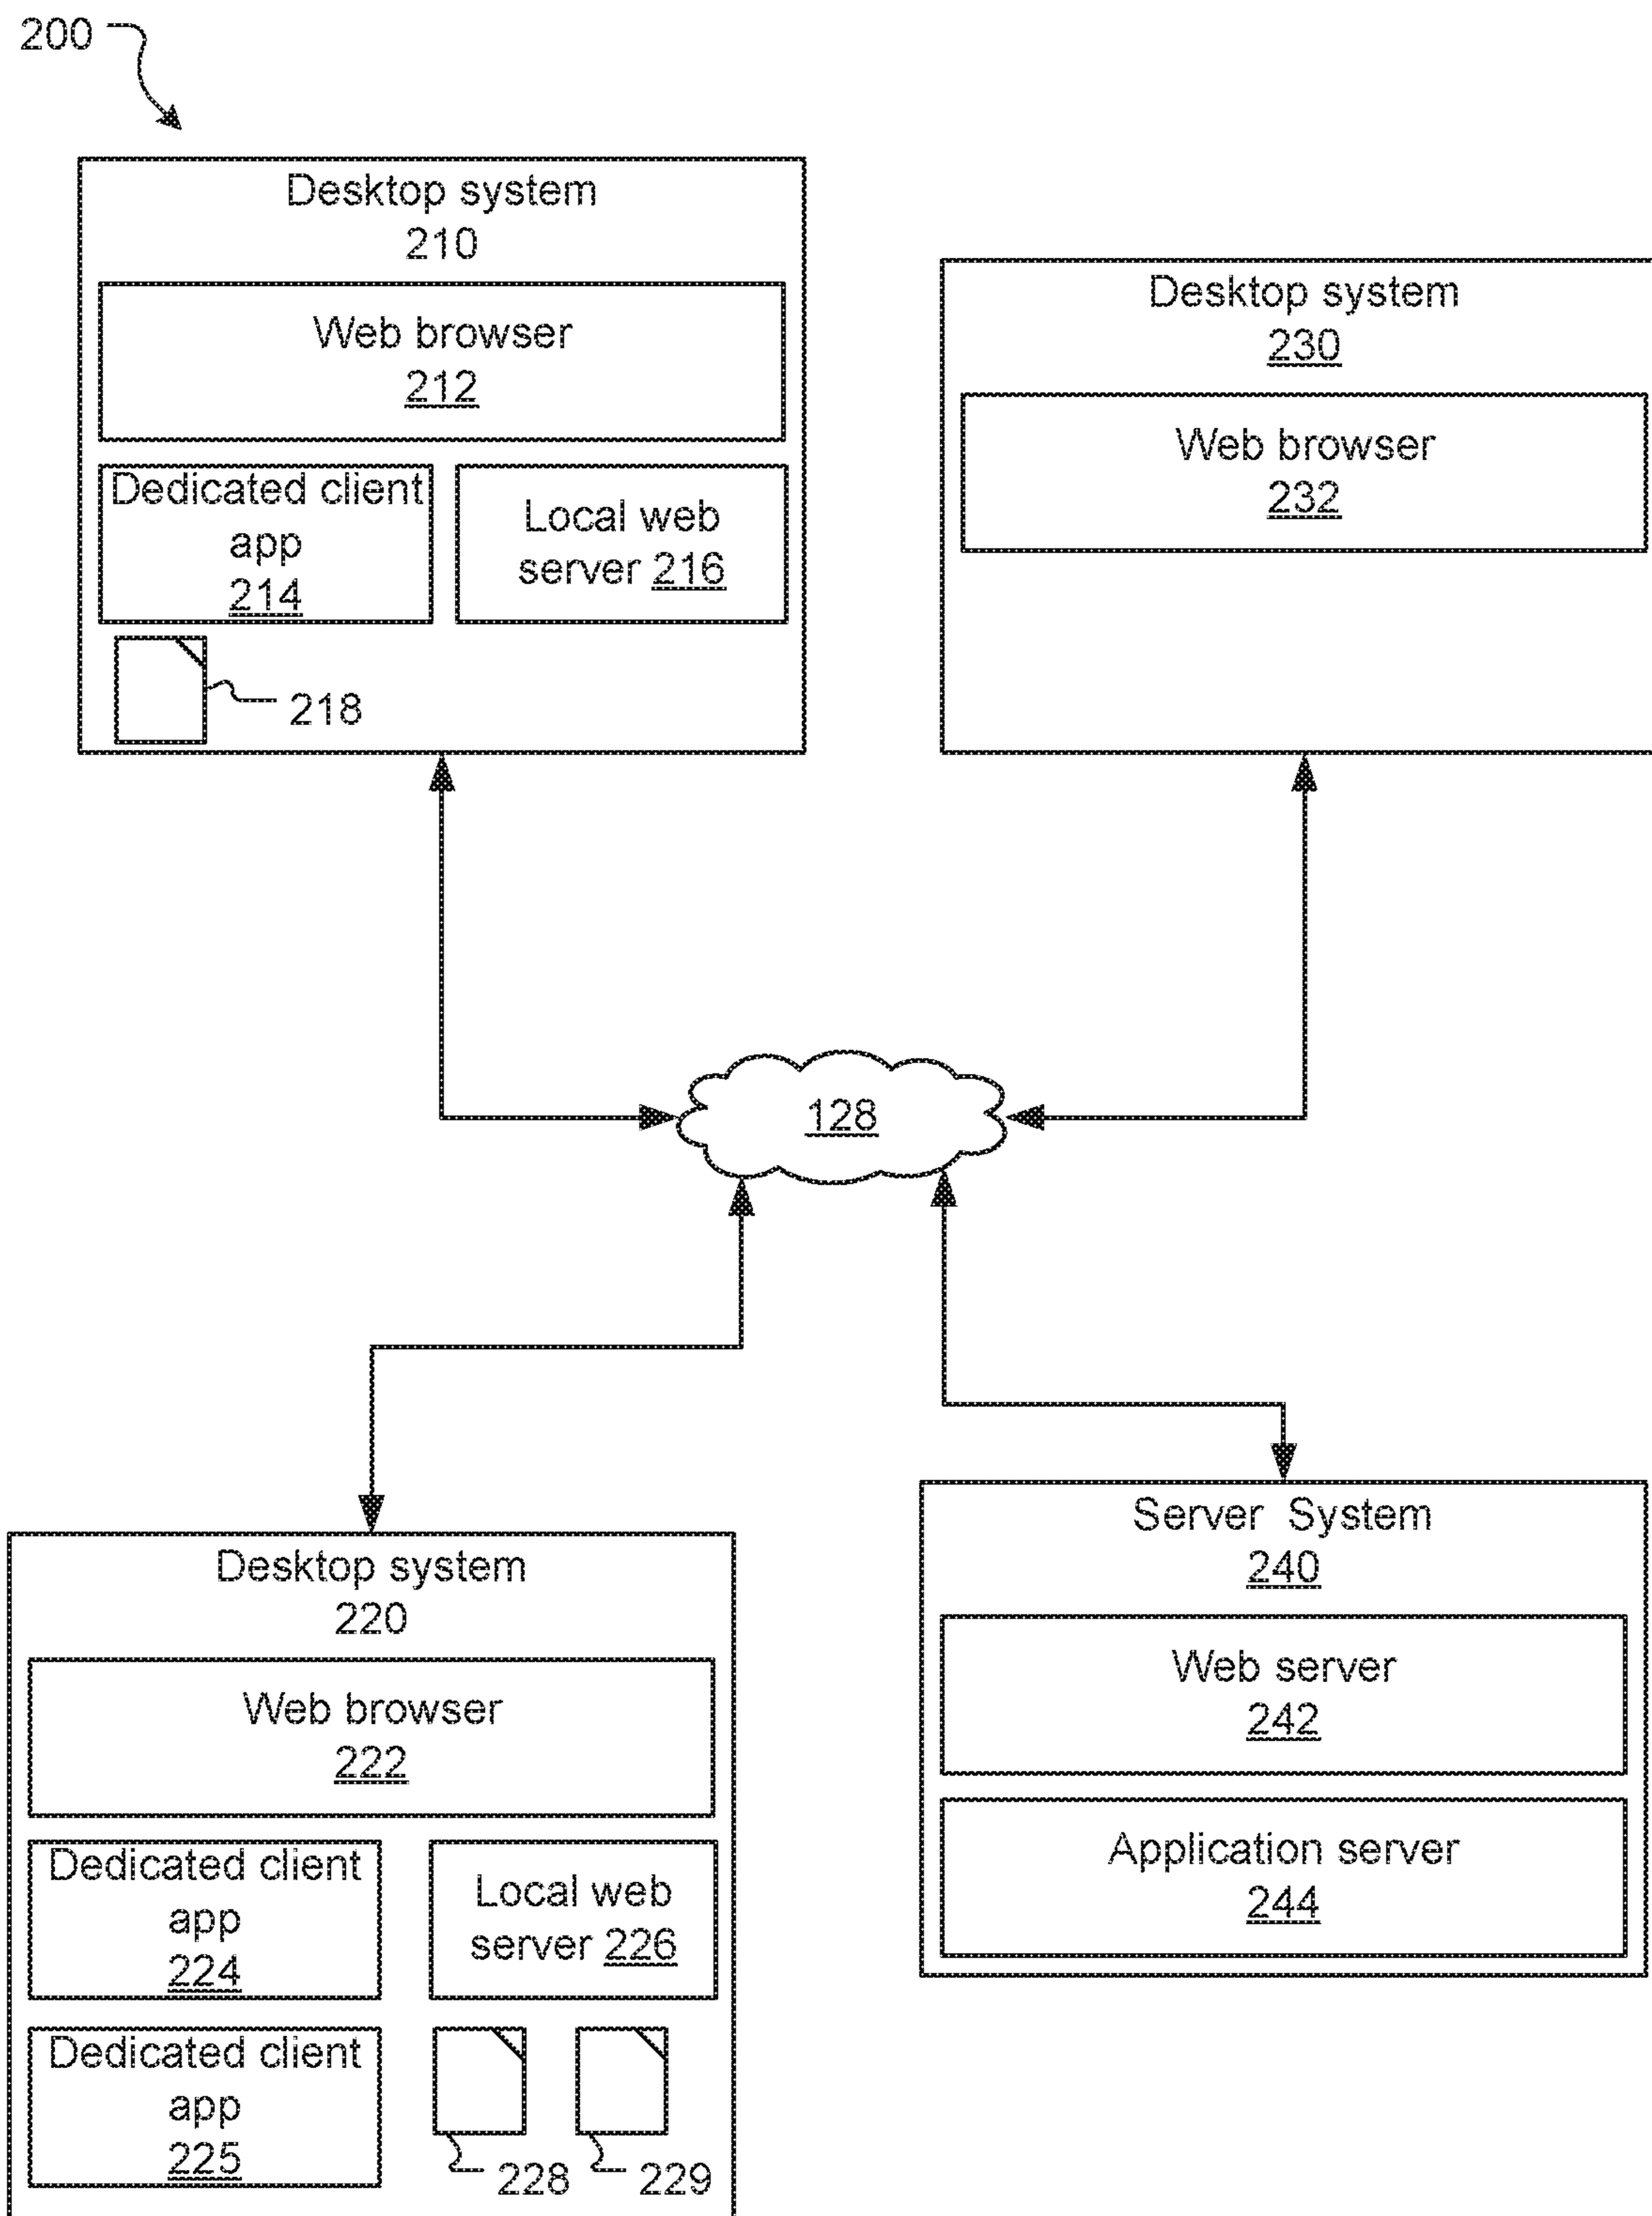 200
Desktop system
210
Web browser
212
Dedicated client
app
214
Local web
server 216
218
Desktop system
230
Web browser
232
128
Desktop system
220
Web browser
222
Dedicated client
app
224
Local web
server 226
Dedicated client
app
225
228
229
Server System
240
Web server
242
Application server
244